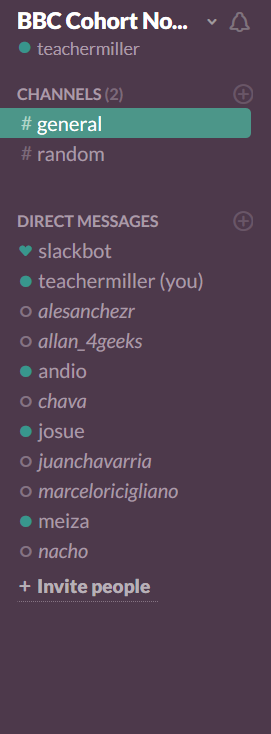 BBC Cohort No...
teachermiller
CHANNELS (2)
# general
# random
DIRECT MESSAGES
slackbot
teachermiller (you)
alesanchezr
allan_4geeks
andio
chava
josue
juanchavarria
marceloricigliano
meiza
nacho
+ Invite people